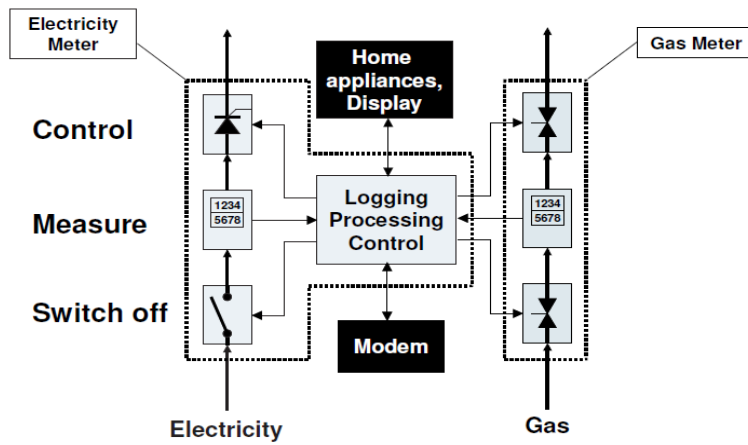 Electricity
Meter
Gas Meter
Home
appliances,
Display
Control
Measure
1234
5678
Logging
Processing
Control
1234
5678
Switch off
Modem
Electricity
Gas